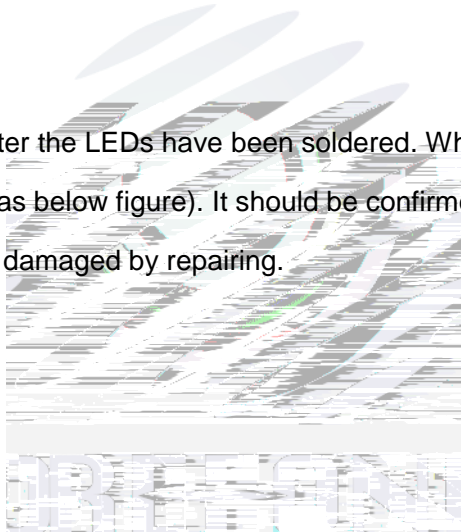 ter the LEDs have been soldered. Wh
as below figure). It should be confirme
damaged by repairing.